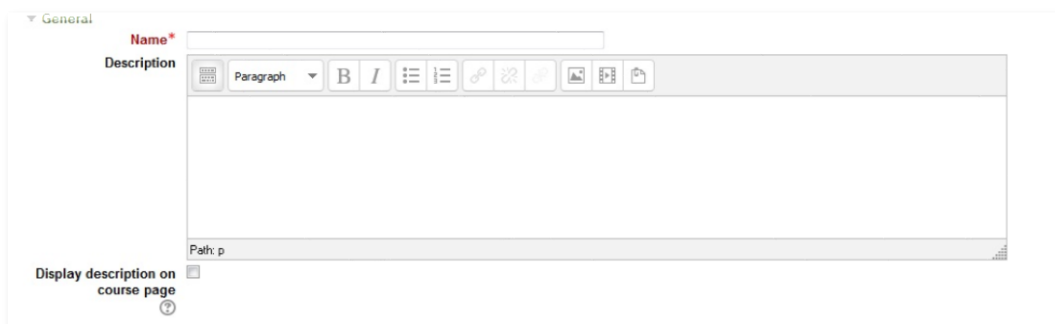 General
Name*
Description
Paragraph B I
Path: p
Display description on
course page
?